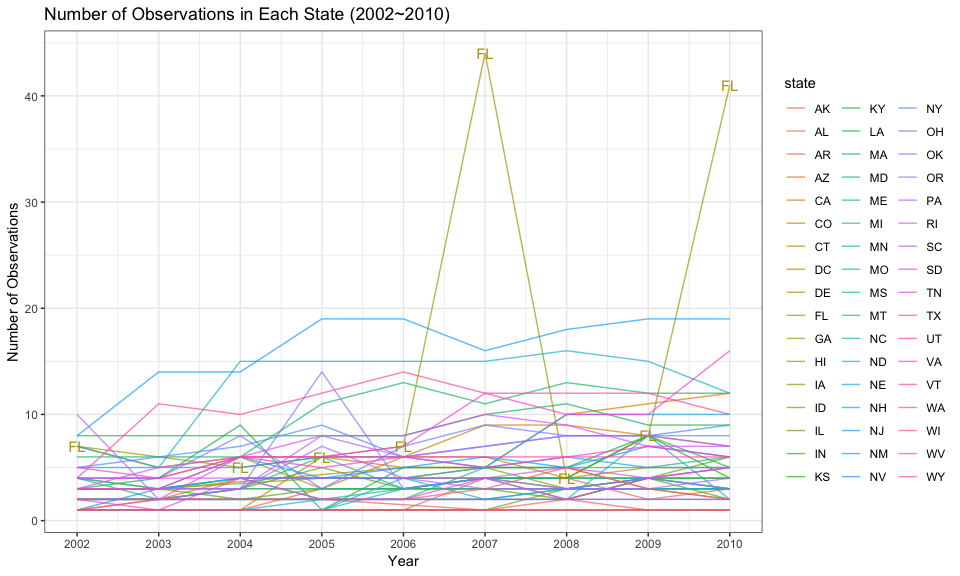 Number of Observations in Each State (2002~2010)
Number of Observations
40
30
20
10
0
FL
FL
FL
FL
FL
FL
FL
FL
2002 2003 2004 2005 2006 2007 2008 2009 2010
Year
state
AK KY NY
AL LA OH
AR MA OK
AZ MD OR
CA ME PA
CO MI RI
CT MN SC
DC MO SD
DE MS TN
FL MT TX
GA NC UT
HI ND VA
IA NE VT
ID NH WA
IL NJ WI
IN NM WV
KS NV WY